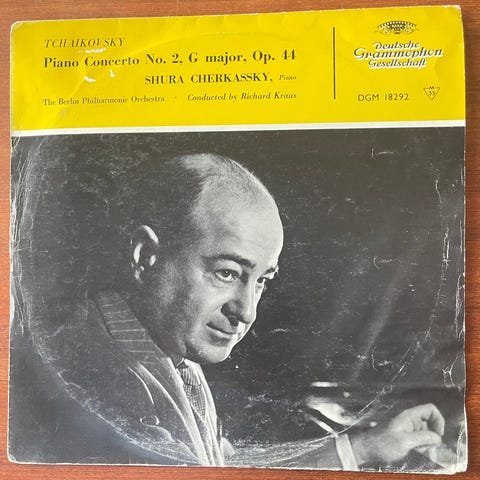 TCHAIKOVSKY
Piano Concerto No. 2, G major, Op. 44
SHURA CHERKASSKY, Piano
The Berlin Philharmonic Orchestra · Conducted by Richard Kraus
Deutsche
Grammophon
Gesellschaft
DGM 18292
M
33